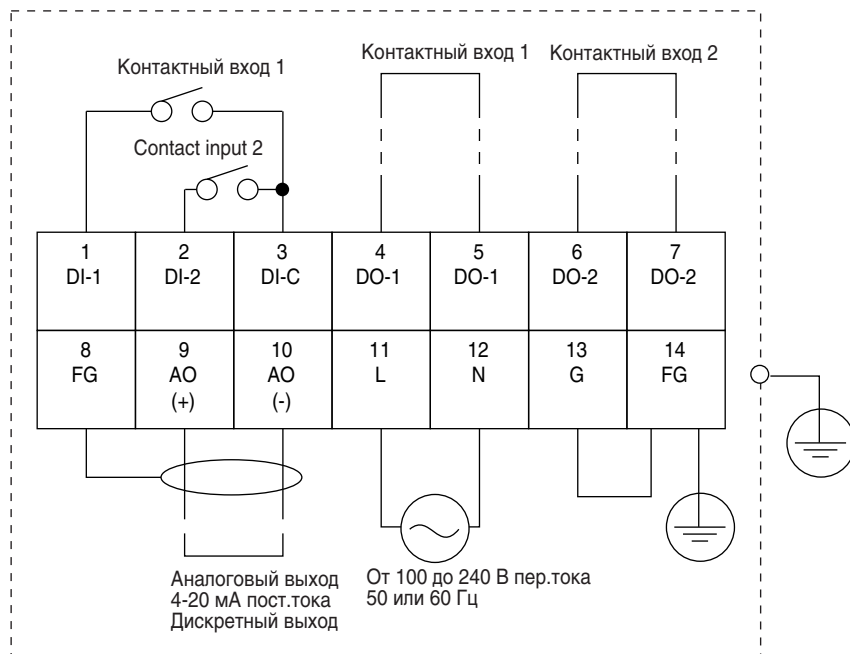 Контактный вход 1
Контактный вход 1
Контактный вход 2
Contact input 2
1
DI-1
2
DI-2
3
DI-C
4
DO-1
5
DO-1
6
DO-2
7
DO-2
8
FG
9
AO
(+)
10
AO
(-)
11
L
12
N
13
G
14
FG
Аналоговый выход
4-20 мА пост.тока
Дискретный выход
От 100 до 240 В пер.тока
50 или 60 Гц